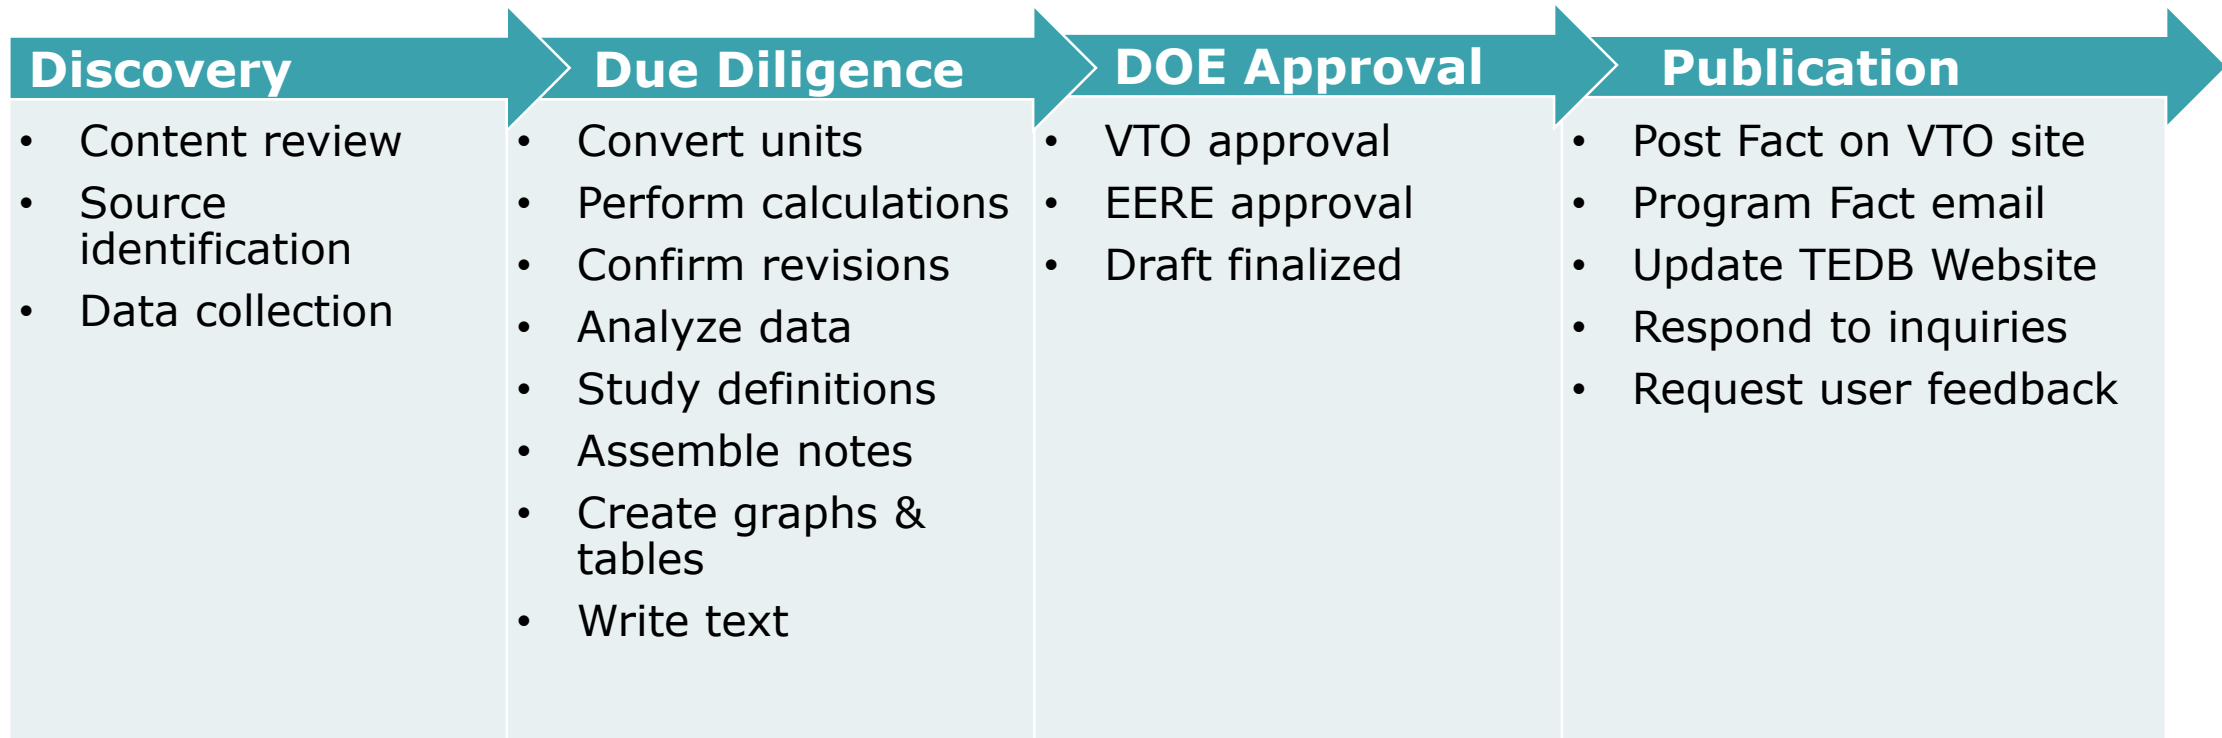 Discovery
• Content review
• Source
identification
• Data collection
Due Diligence
• Convert units
• Perform calculations
• Confirm revisions
• Analyze data
• Study definitions
• Assemble notes
• Create graphs &
tables
• Write text
DOE Approval
• VTO approval
• EERE approval
• Draft finalized
Publication
• Post Fact on VTO site
• Program Fact email
• Update TEDB Website
• Respond to inquiries
• Request user feedback